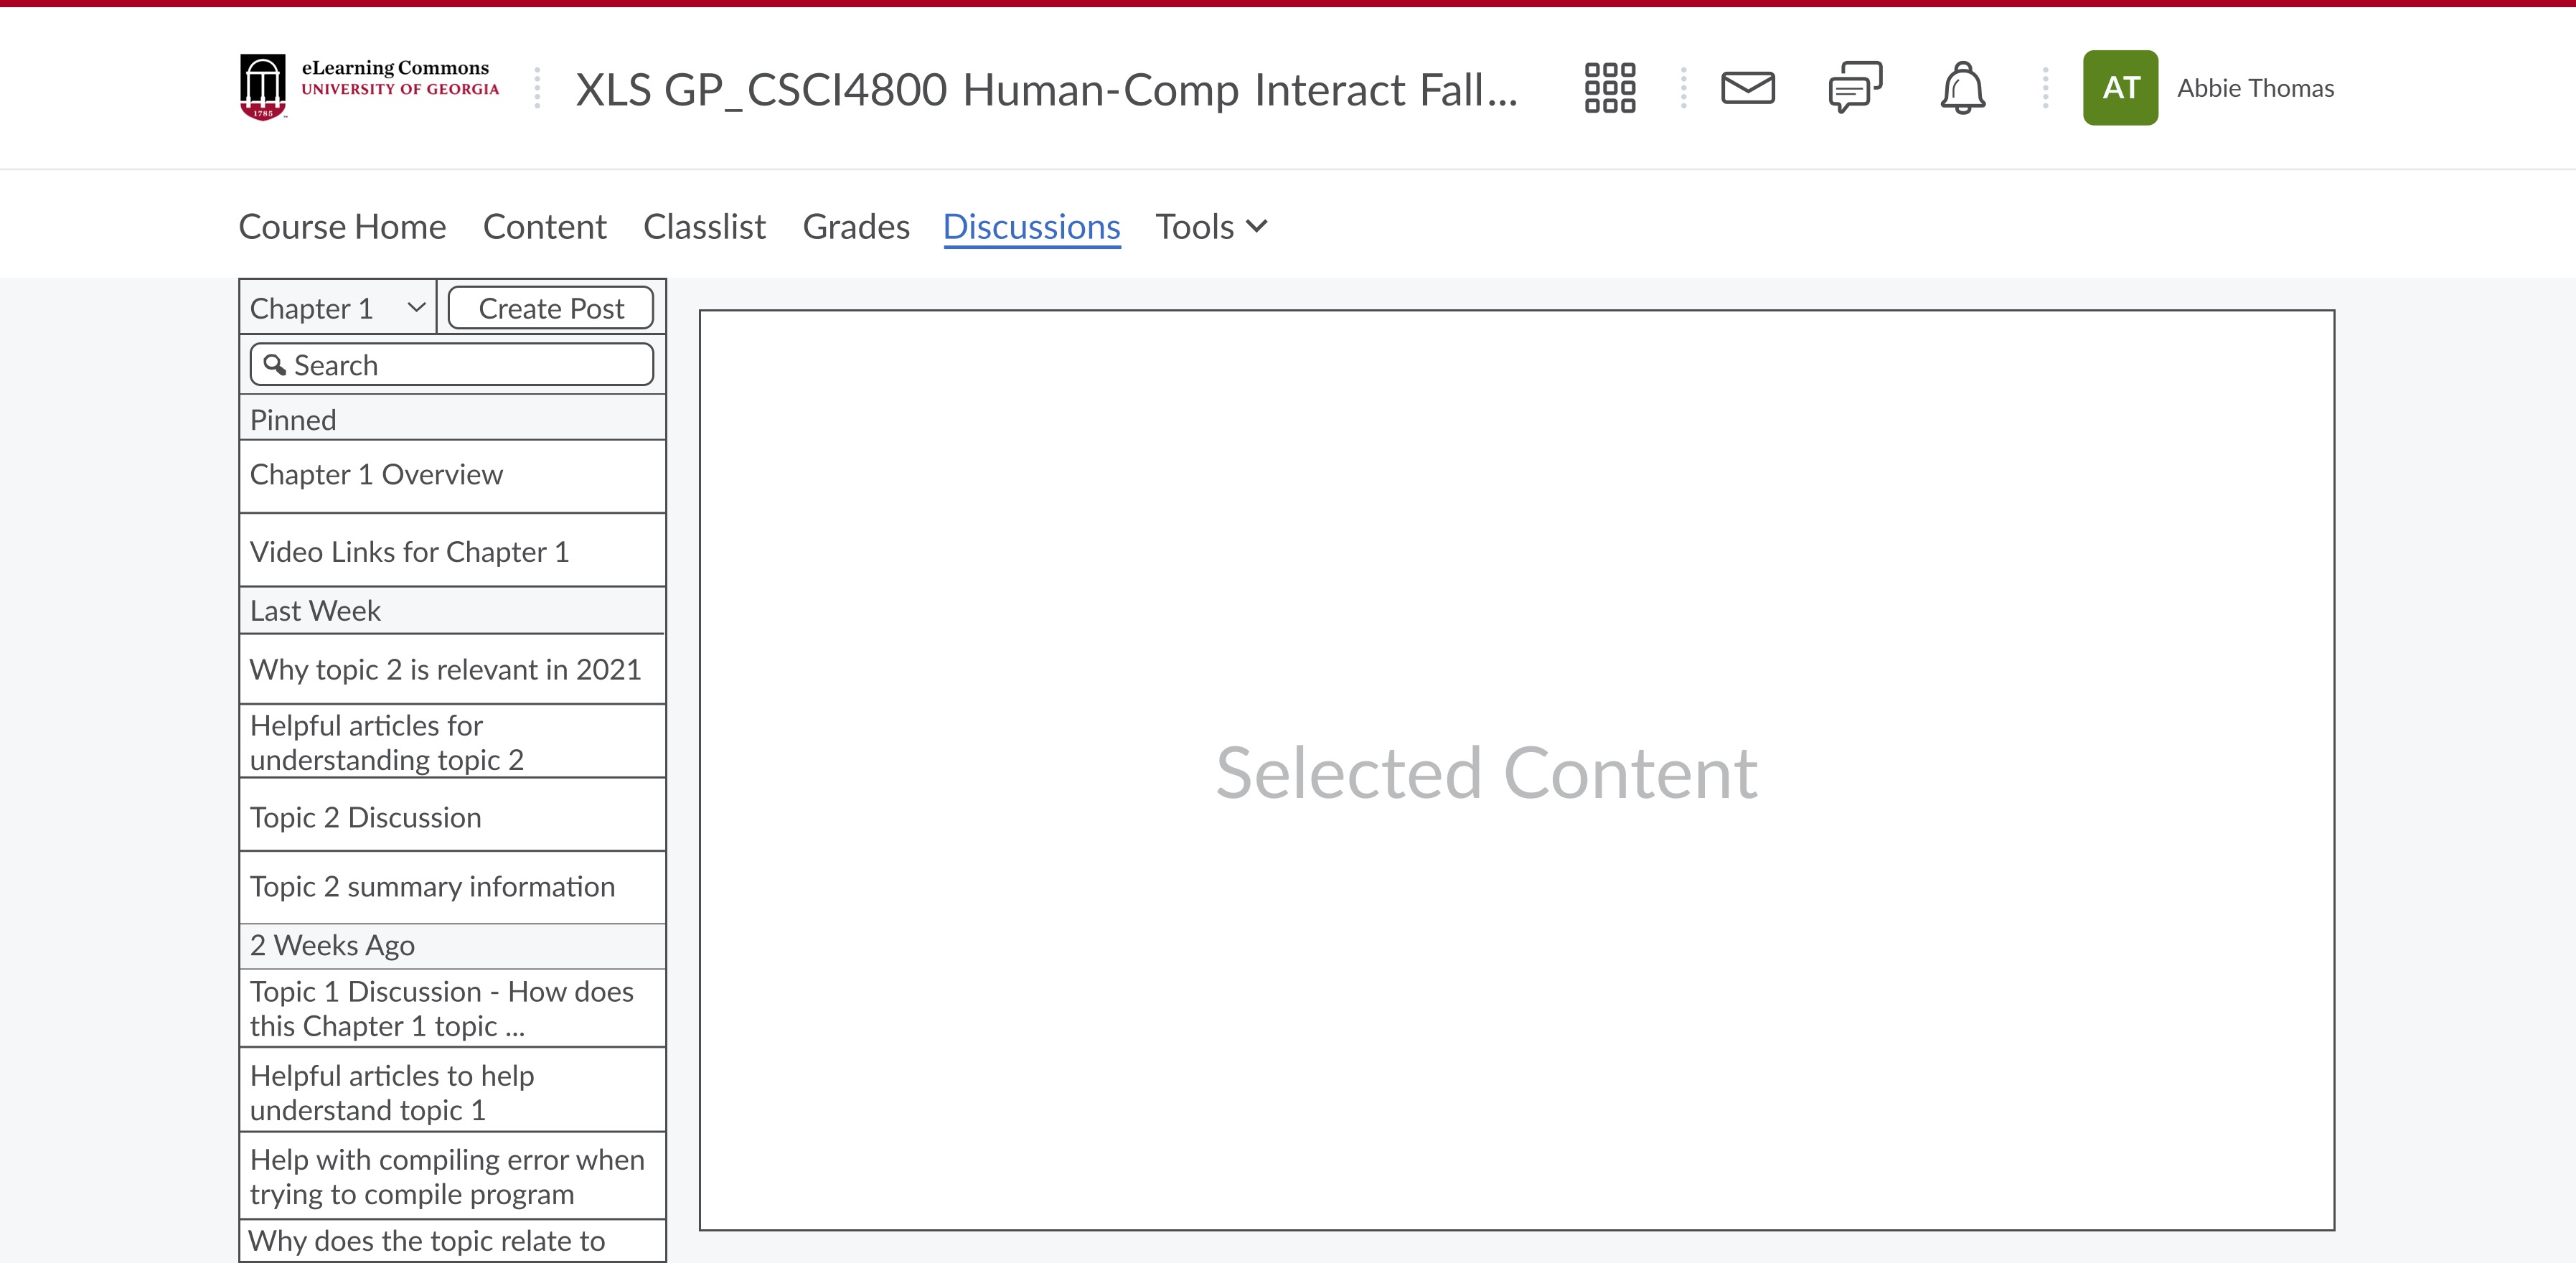 eLearning Commons
UNIVERSITY OF GEORGIA
1785
XLS GP_CSCI4800 Human-Comp Interact Fall...
AT
Abbie Thomas
Course Home
Content
Classlist
Grades
Discussions
Tools
Chapter 1
Create Post
Search
Pinned
Chapter 1 Overview
Video Links for Chapter 1
Last Week
Why topic 2 is relevant in 2021
Helpful articles for
understanding topic 2
Topic 2 Discussion
Topic 2 summary information
2 Weeks Ago
Topic 1 Discussion - How does
this Chapter 1 topic ...
Helpful articles to help
understand topic 1
Help with compiling error when
trying to compile program
Why does the topic relate to
Selected Content